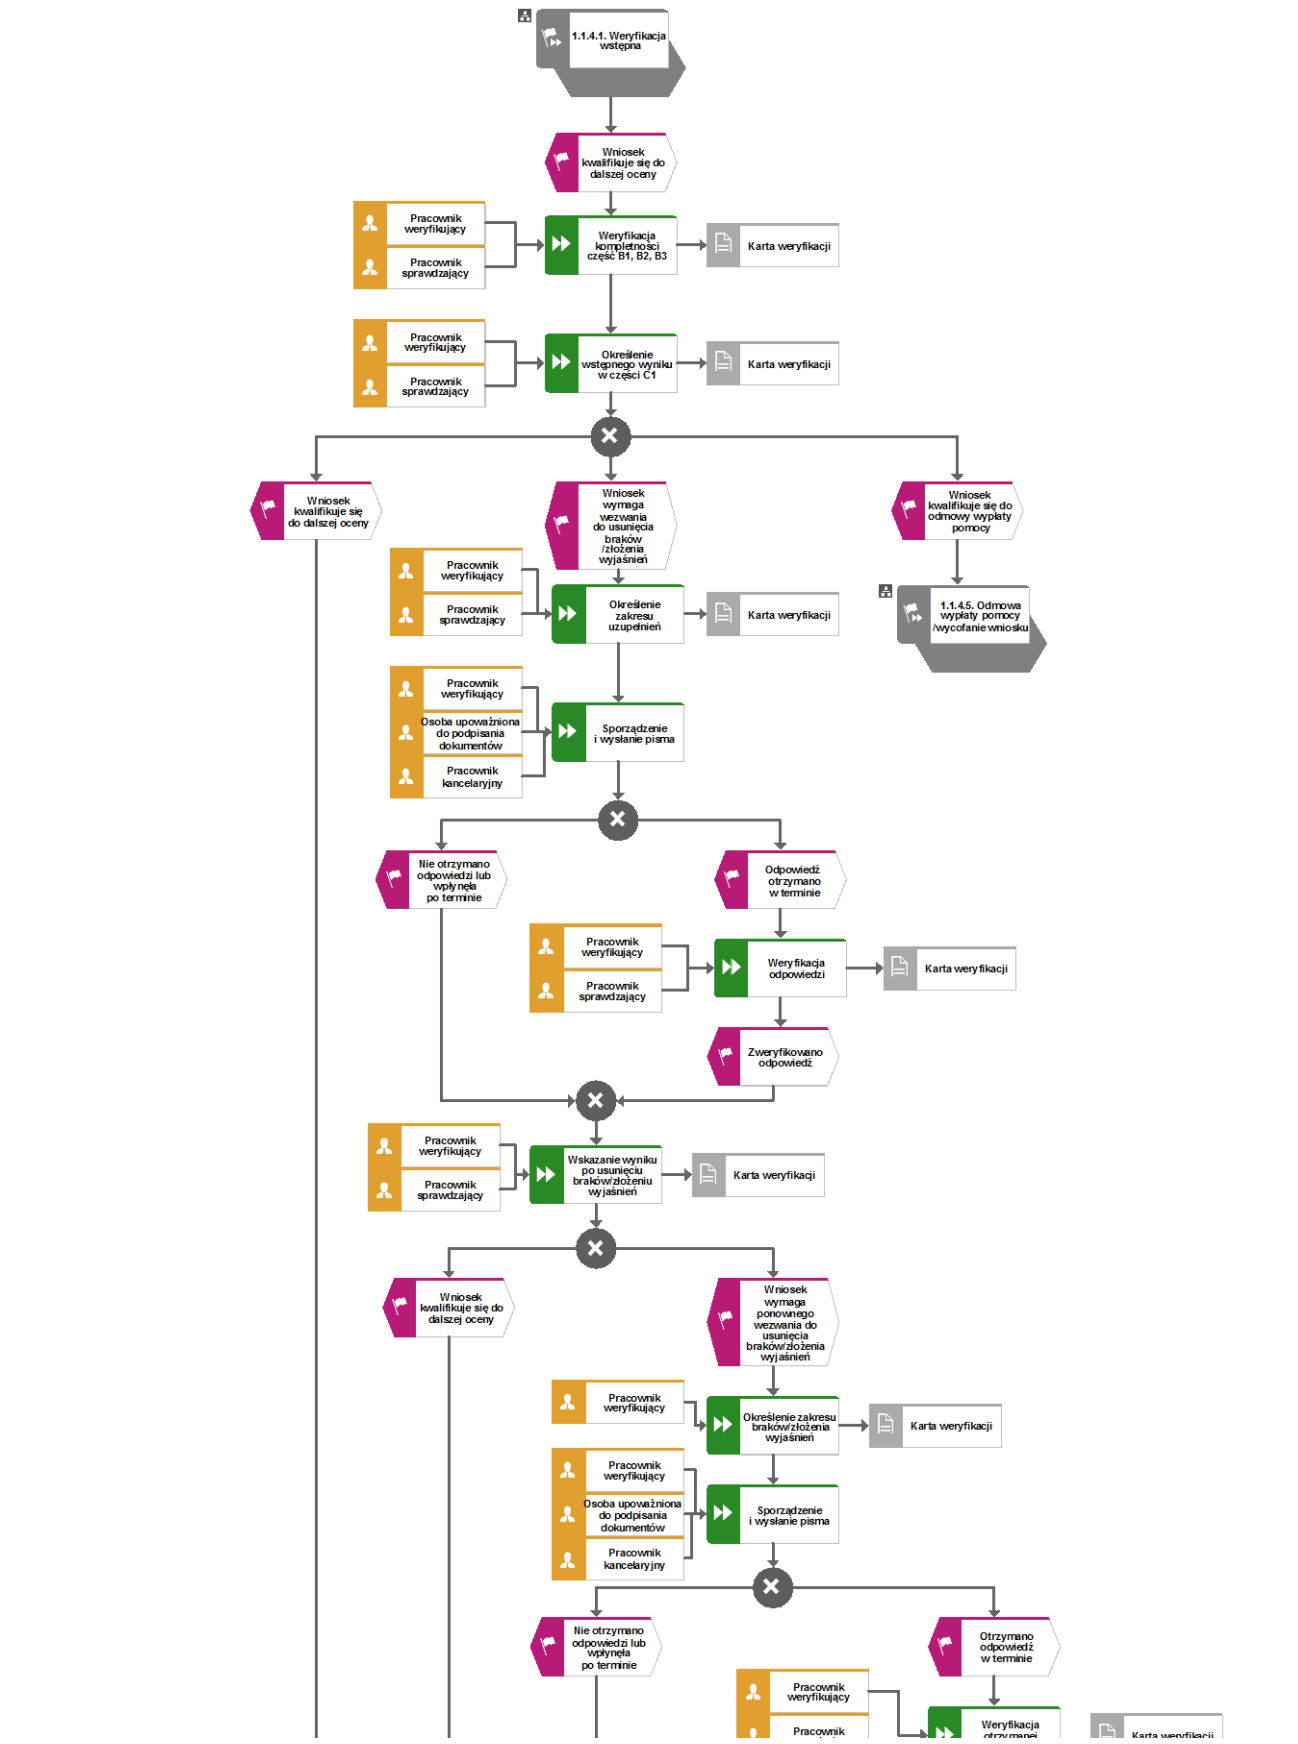 1.1.4.1. Weryfikacja
wstępna
Wniosek
kwalifikuje się do
dalszej oceny
Pracownik
weryfikujący
Pracownik
sprawdzający
Weryfikacja
kompletności
część B1, B2, B3
Karta weryfikacji
Pracownik
weryfikujący
Pracownik
sprawdzający
Określenie
wstępnego wyniku
w części C1
Karta weryfikacji
Wniosek
kwalifikuje się
do dalszej oceny
Wniosek
wymaga
wezwania
do usunięcia
braków
/złożenia
wyjaśnień
Wniosek
kwalifikuje się do
odmowy wypłaty
pomocy
Pracownik
weryfikujący
Pracownik
sprawdzający
Określenie
zakresu
uzupełnień
Karta weryfikacji
1.1.4.5. Odmowa
wypłaty pomocy
/wycofanie wniosku
Pracownik
weryfikujący
Osoba upoważniona
do podpisania
dokumentów
Pracownik
kancelaryjny
Sporządzenie
i wysłanie pisma
Nie otrzymano
odpowiedzi lub
wpłynęła
po terminie
Odpowiedź
otrzymano
w terminie
Pracownik
weryfikujący
Pracownik
sprawdzający
Weryfikacja
odpowiedzi
Karta weryfikacji
Zweryfikowano
odpowiedź
Pracownik
weryfikujący
Pracownik
sprawdzający
Wskazanie wyniku
po usunięciu
braków/złożeniu
wyjaśnień
Karta weryfikacji
Wniosek
kwalifikuje się do
dalszej oceny
Wniosek
wymaga
ponownego
wezwania do
usunięcia
braków/złożenia
wyjaśnień
Pracownik
weryfikujący
Określenie zakresu
braków/złożenia
wyjaśnień
Karta weryfikacji
Pracownik
weryfikujący
Osoba upoważniona
do podpisania
dokumentów
Pracownik
kancelaryjny
Sporządzenie
i wysłanie pisma
Nie otrzymano
odpowiedzi lub
wpłynęła
po terminie
Otrzymano
odpowiedź
w terminie
Pracownik
weryfikujący
Pracownik
Weryfikacja
otrzymanej
Karta weryfikacji